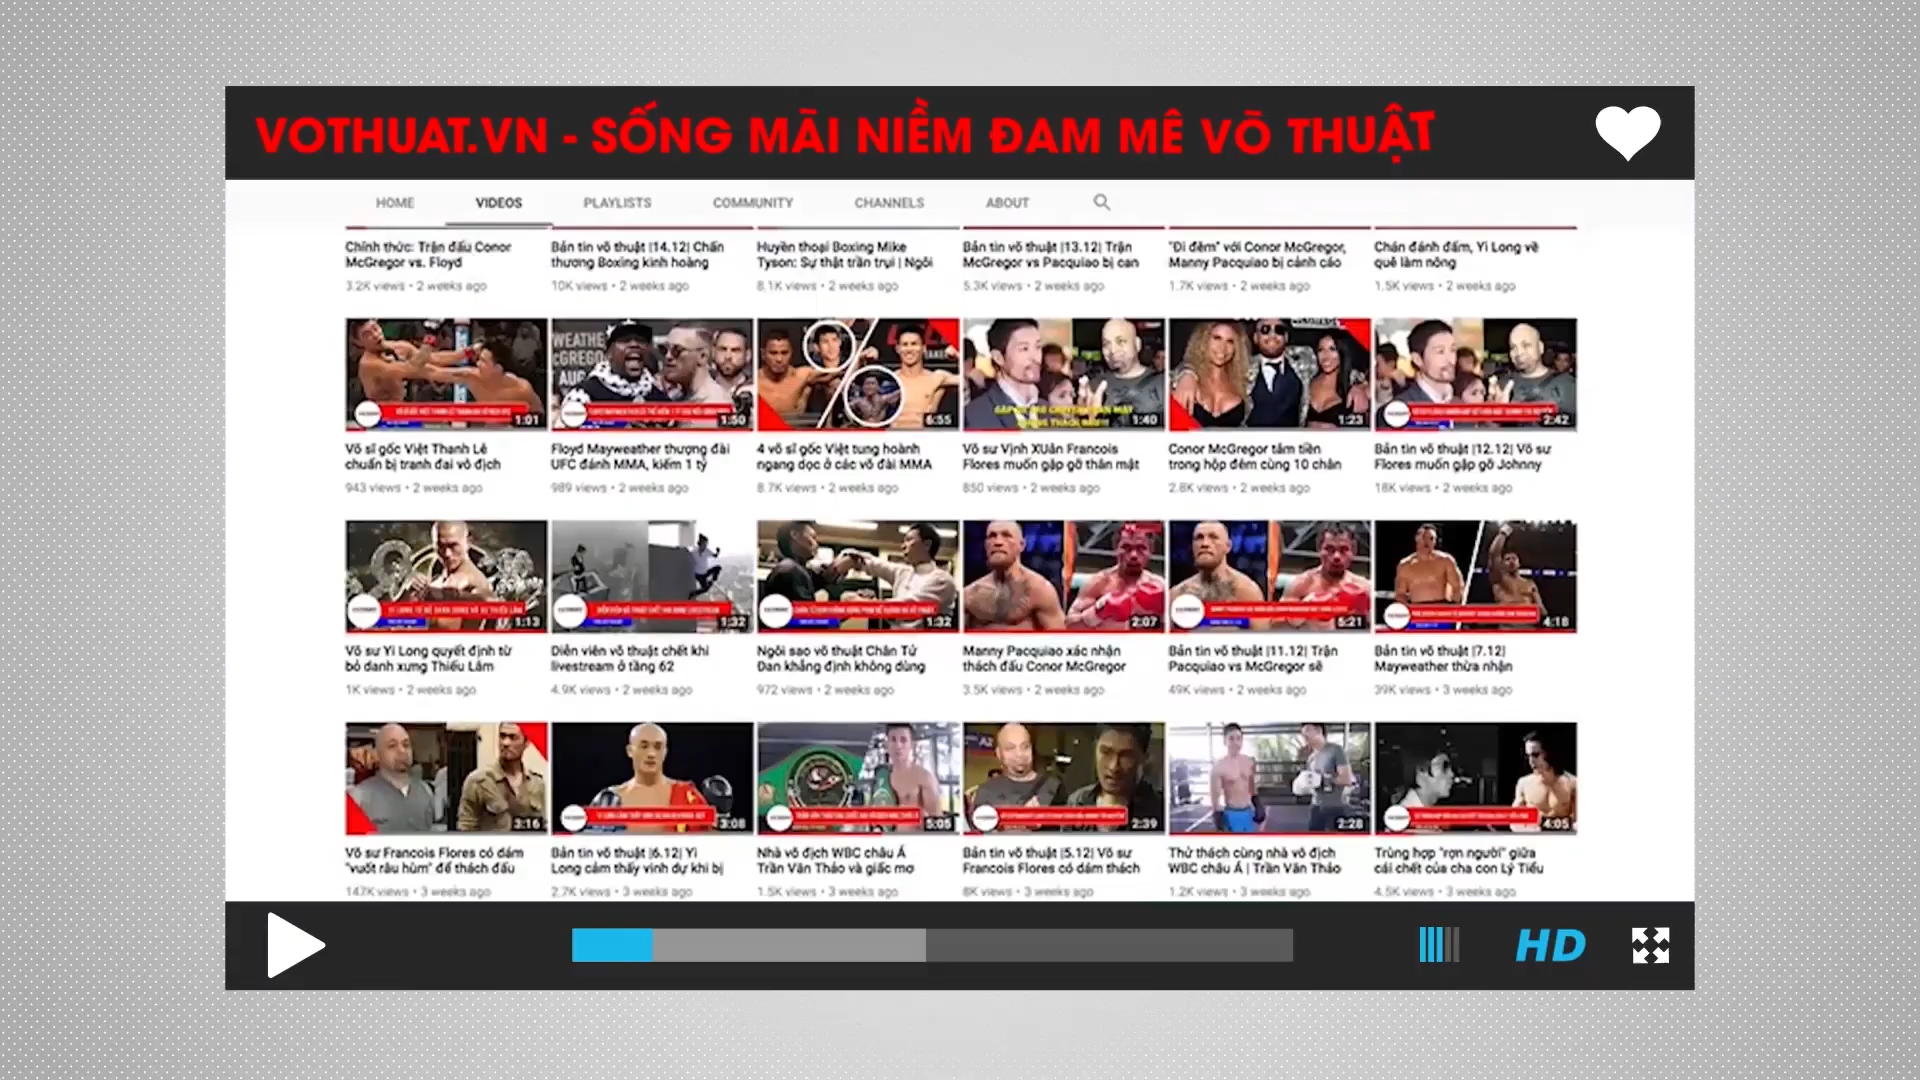 VOTHUAT.VN - SỐNG MÃI NIỀM ĐAM MÊ VÕ THUẬT
HOME VIDEOS PLAYLISTS COMMUNITY CHANNELS ABOUT
Chính thức: Trận đấu Conor McGregor vs. Floyd
3.2K views • 2 weeks ago
Bản tin võ thuật |14.12| Chấn thương Boxing kinh hoàng
10K views • 2 weeks ago
Huyền thoại Boxing Mike Tyson: Sự thật trần trụi | Ngôi
8.1K views • 2 weeks ago
Bản tin võ thuật |13.12| Trận McGregor vs Pacquiao bị can
5.3K views • 2 weeks ago
"Đi đêm" với Conor McGregor, Manny Pacquiao bị cảnh cáo
1.7K views • 2 weeks ago
Chán đánh đấm, Yi Long về quê làm nông
1.5K views • 2 weeks ago
1:01
1:50
6:55
1:40
1:23
2:42
Võ sĩ gốc Việt Thanh Lê chuẩn bị tranh đai vô địch
943 views • 2 weeks ago
Floyd Mayweather thượng đài UFC đánh MMA, kiếm 1 tỷ
989 views • 2 weeks ago
4 võ sĩ gốc Việt tung hoành ngang dọc ở các võ đài MMA
8.7K views • 2 weeks ago
Võ sư Vịnh XUân Francois Flores muốn gặp gỡ thân mật
850 views • 2 weeks ago
Conor McGregor tắm tiền trong hộp đêm cùng 10 chân
2.8K views • 2 weeks ago
Bản tin võ thuật |12.12| Võ sư Flores muốn gặp gỡ Johnny
18K views • 2 weeks ago
1:13
1:32
1:32
2:07
5:21
4:18
Võ sư Yi Long quyết định từ bỏ danh xưng Thiếu Lâm
1K views • 2 weeks ago
Diễn viên võ thuật chết khi livestream ở tầng 62
4.9K views • 2 weeks ago
Ngôi sao võ thuật Chân Tử Đan khẳng định không dùng
972 views • 2 weeks ago
Manny Pacquiao xác nhận thách đấu Conor McGregor
3.5K views • 2 weeks ago
Bản tin võ thuật |11.12| Trận Pacquiao vs McGregor sẽ
49K views • 2 weeks ago
Bản tin võ thuật |7.12| Mayweather thừa nhận
39K views • 3 weeks ago
3:16
3:08
5:05
2:39
2:28
4:05
Võ sư Francois Flores có dám "vuốt râu hùm" để thách đấu
147K views • 3 weeks ago
Bản tin võ thuật |6.12| Yi Long cảm thấy vinh dự khi bị
2.7K views • 3 weeks ago
Nhà vô địch WBC châu Á Trần Văn Thảo và giấc mơ
1.5K views • 3 weeks ago
Bản tin võ thuật |5.12| Võ sư Francois Flores có dám thách
8K views • 3 weeks ago
Thử thách cùng nhà vô địch WBC châu Á | Trần Văn Thảo
1.2K views • 3 weeks ago
Trùng hợp "rợn người" giữa cái chết của cha con Lý Tiểu
4.5K views • 3 weeks ago
HD